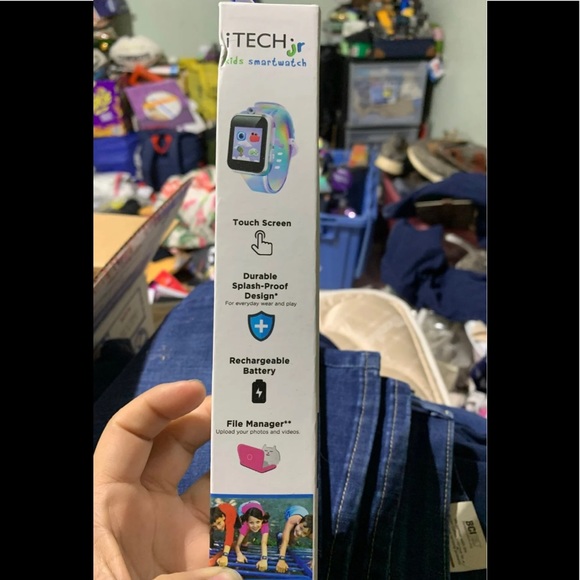 iTECH jr
kids smartwatch
Touch Screen
Durable
Splash-Proof
Design*
For everyday wear and play
Rechargeable
Battery
File Manager**
Upload your photos and videos
BCI